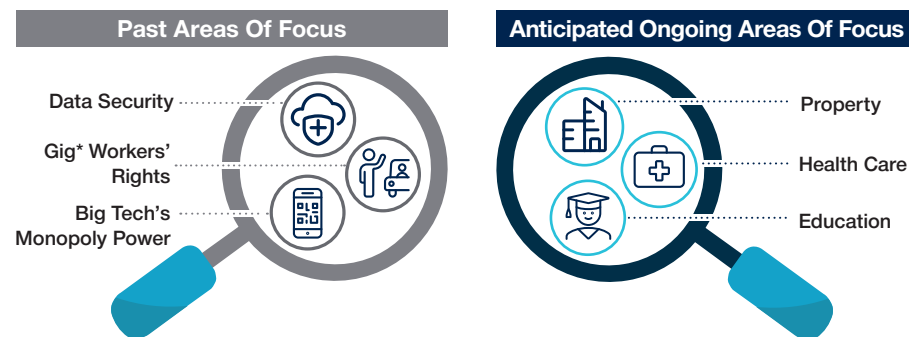 Past Areas Of Focus
Data Security
Gig* Workers'
Rights
Big Tech's
Monopoly Power
Anticipated Ongoing Areas Of Focus
Property
Health Care
Education